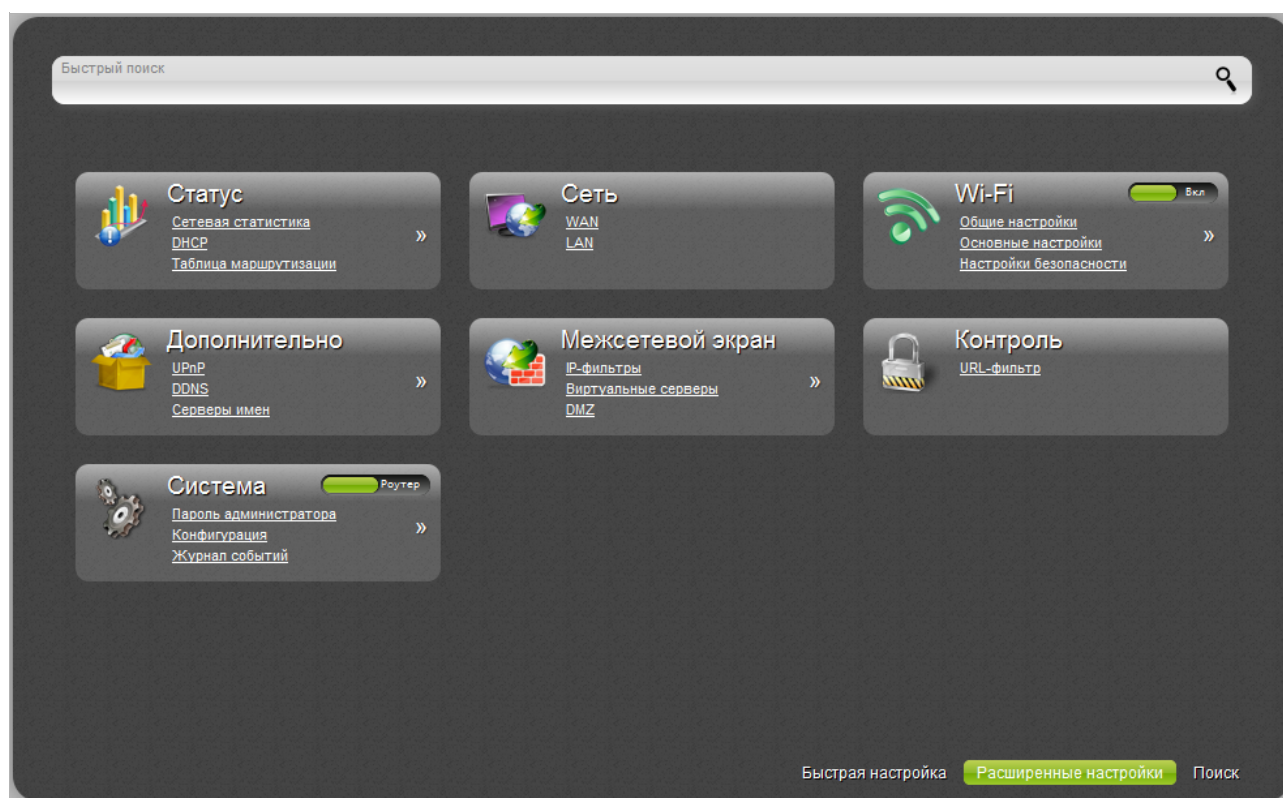 Быстрый поиск
Статус
Сетевая статистика
DHCP
Таблица маршрутизации
»
Сеть
WAN
LAN
Wi-Fi
Вкл
Общие настройки
Основные настройки
Настройки безопасности
»
Дополнительно
UPnP
DDNS
Серверы имен
»
Межсетевой экран
IP-фильтры
Виртуальные серверы
DMZ
»
Контроль
URL-фильтр
Система
Роутер
Пароль администратора
Конфигурация
Журнал событий
»
Быстрая настройка
Расширенные настройки
Поиск